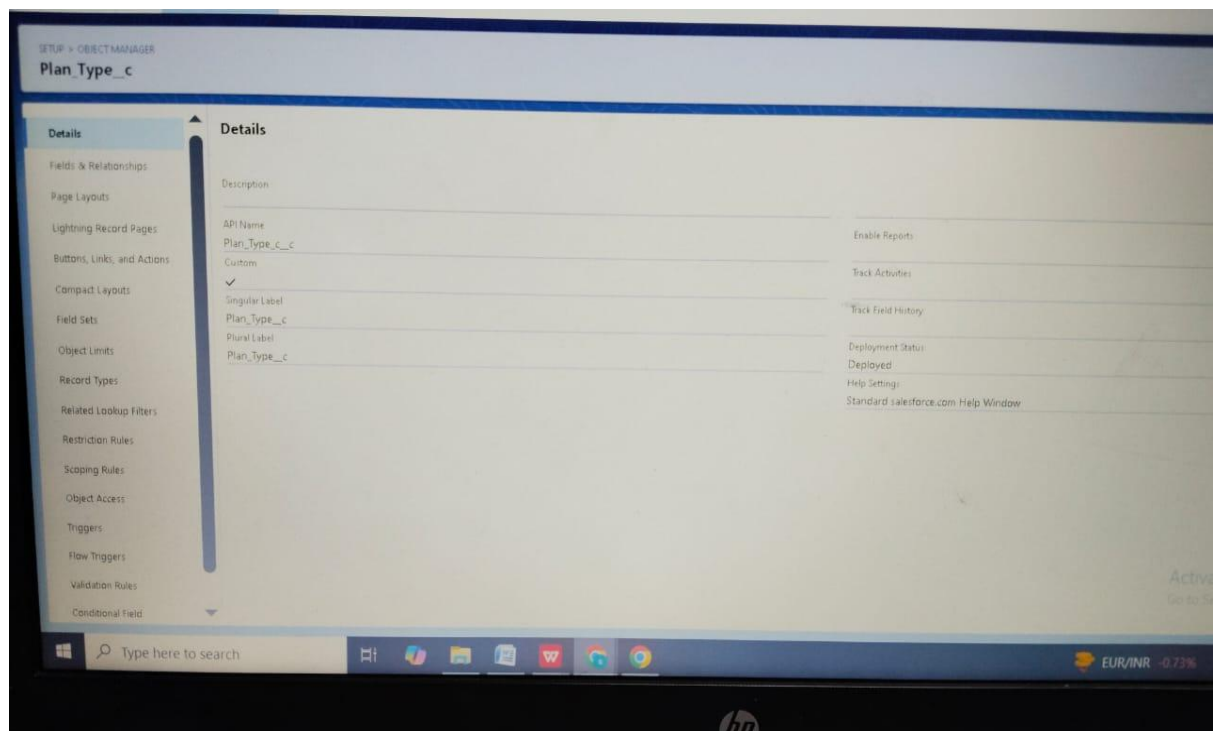 SETUP > OBJECT MANAGER
Plan_Type__c
Details
Fields & Relationships
Page Layouts
Lightning Record Pages
Buttons, Links, and Actions
Compact Layouts
Field Sets
Object Limits
Record Types
Related Lookup Filters
Restriction Rules
Scoping Rules
Object Access
Triggers
Flow Triggers
Validation Rules
Conditional Field
Details
Description
API Name
Plan_Type_c__c
Custom
Singular Label
Plan_Type__c
Plural Label
Plan_Type__c
Enable Reports
Track Activities
Track Field History
Deployment Status
Deployed
Help Settings
Standard salesforce.com Help Window
Activa
Go to Se
Type here to search
EUR/INR -0.73%
hp